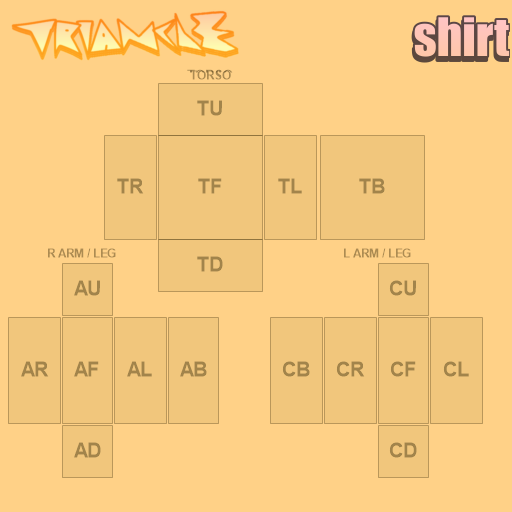 TRIANGLE
shirt
TORSO
TU
TR TF TL TB
TD
R ARM / LEG
L ARM / LEG
AU
CU
AR AF AL AB
CB CR CF CL
AD
CD